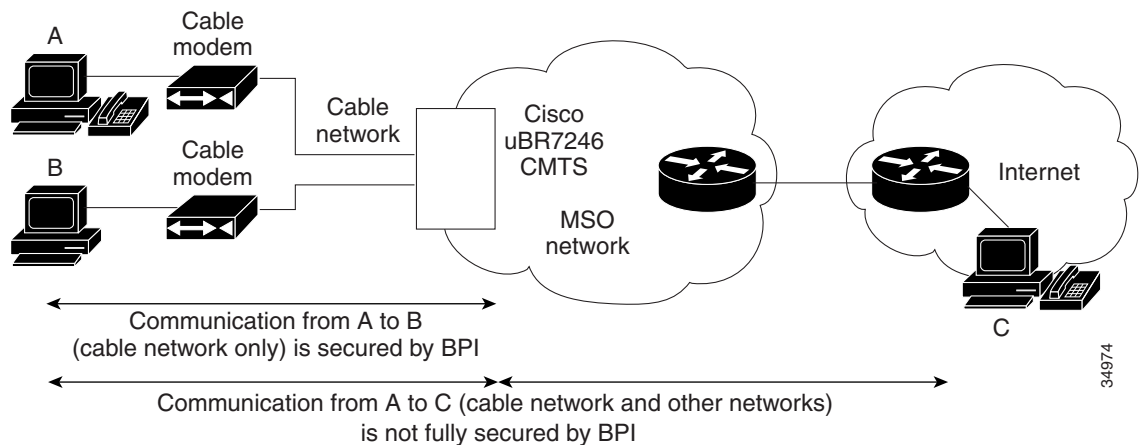 A
Cable
modem
Cable
network
B
Cable
modem
Cisco
uBR7246
CMTS
MSO
network
Internet
C
Communication from A to B
(cable network only) is secured by BPI
Communication from A to C (cable network and other networks)
is not fully secured by BPI
34974